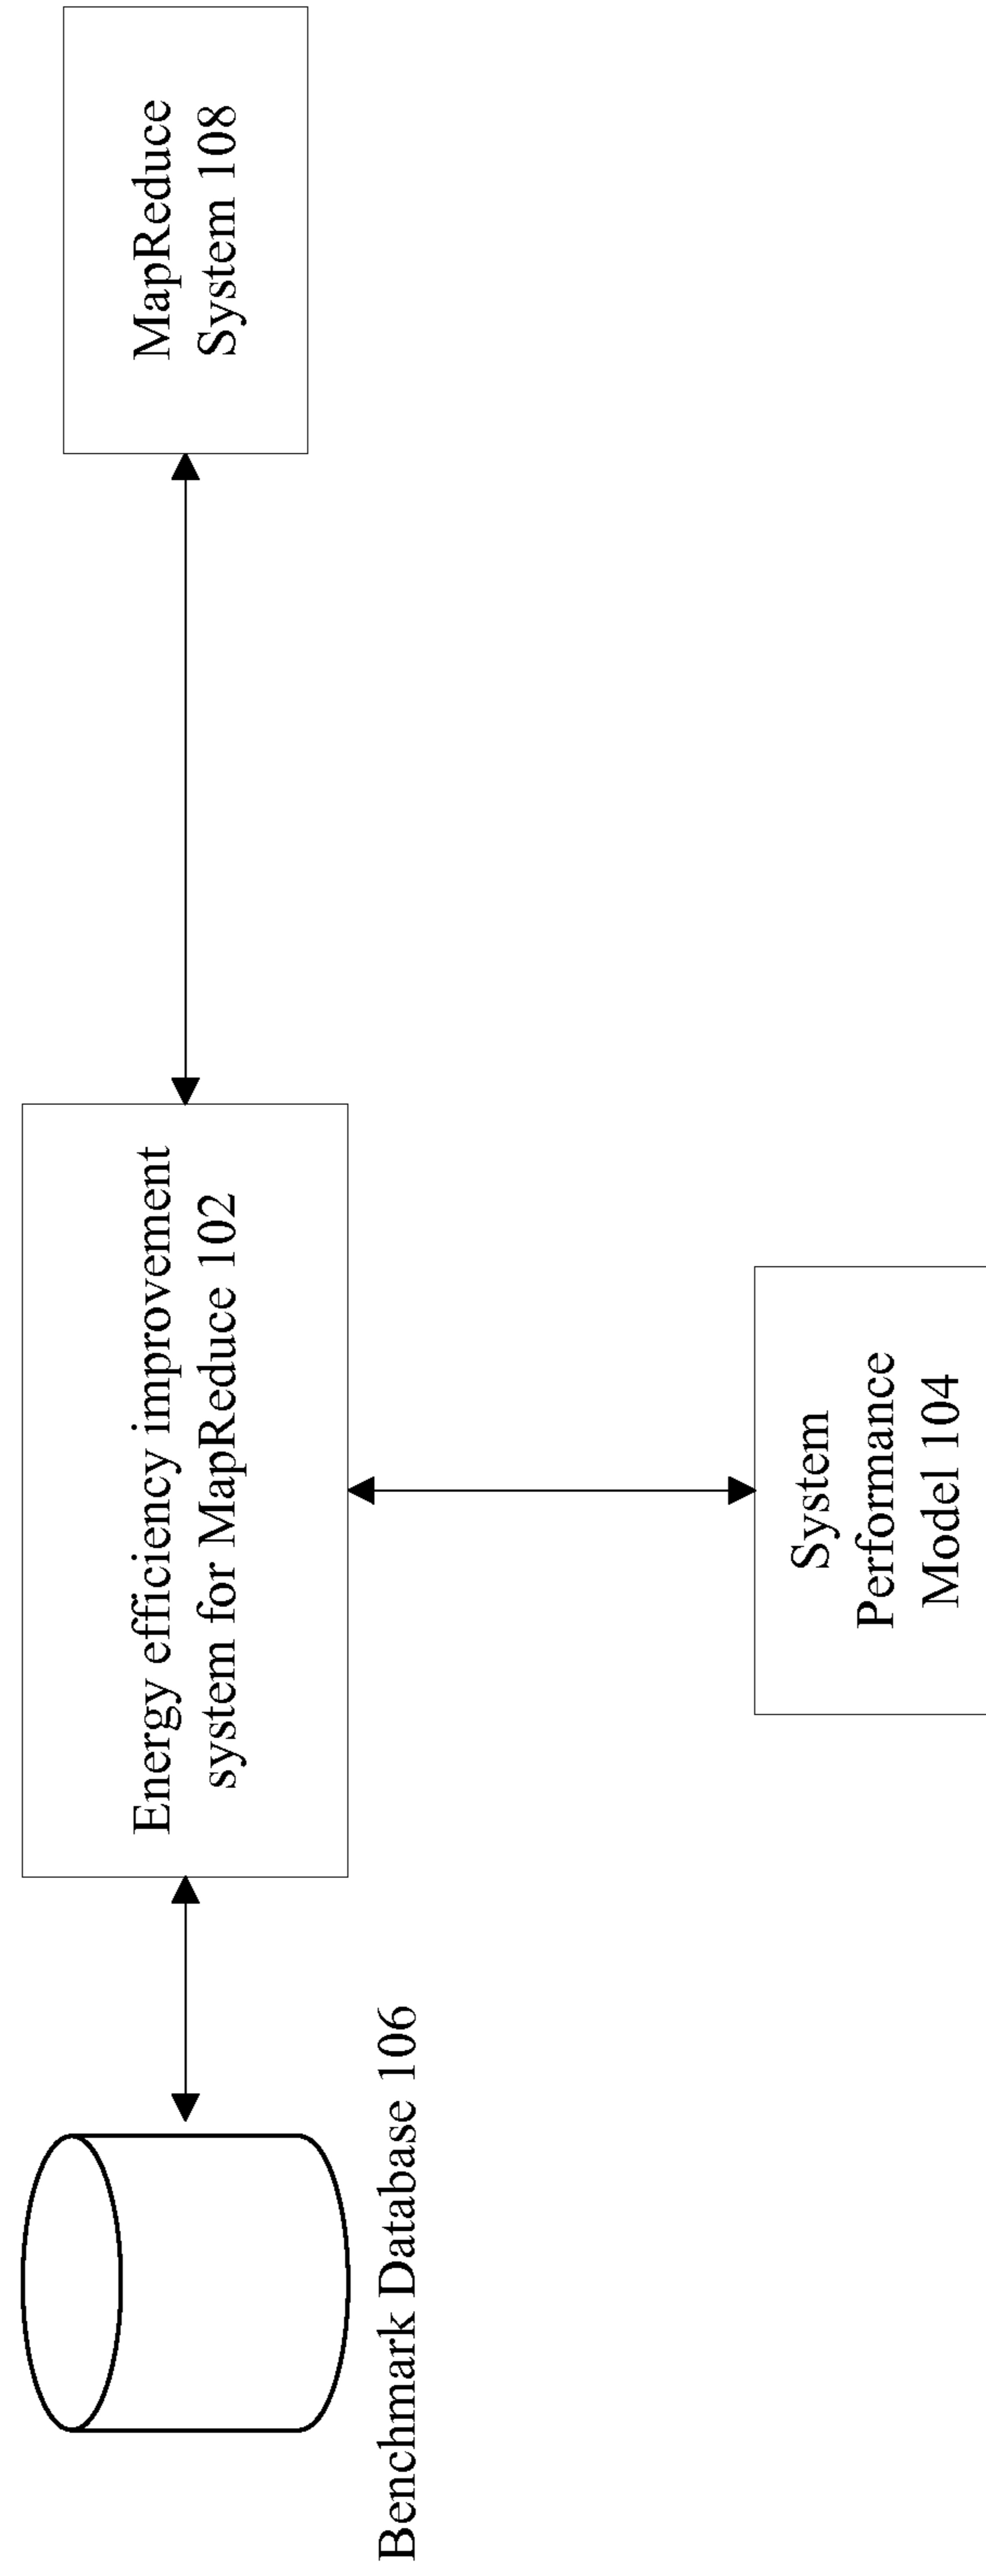 Benchmark Database 106
Energy efficiency improvement
system for MapReduce 102
MapReduce
System 108
System
Performance
Model 104